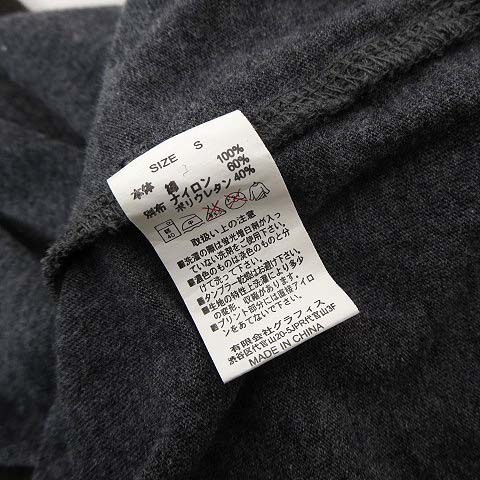 SIZE S
本体 綿 100%
別布 ナイロン 60%
ポリウレタン 40%
取扱い上の注意
■洗濯の際は蛍光増白剤が入っ
ていない洗剤をご使用下さい。
■濃色のものは淡色のものと分
けて洗って下さい。
■タンブラー乾燥はお避け下さい。
■生地の特性上洗濯により多少
の変形、収縮があります。
■プリント部分には直接アイロ
ンをあてないで下さい。
有限会社グラフィス
渋谷区代官山20-5JPR代官山3F
MADE IN CHINA